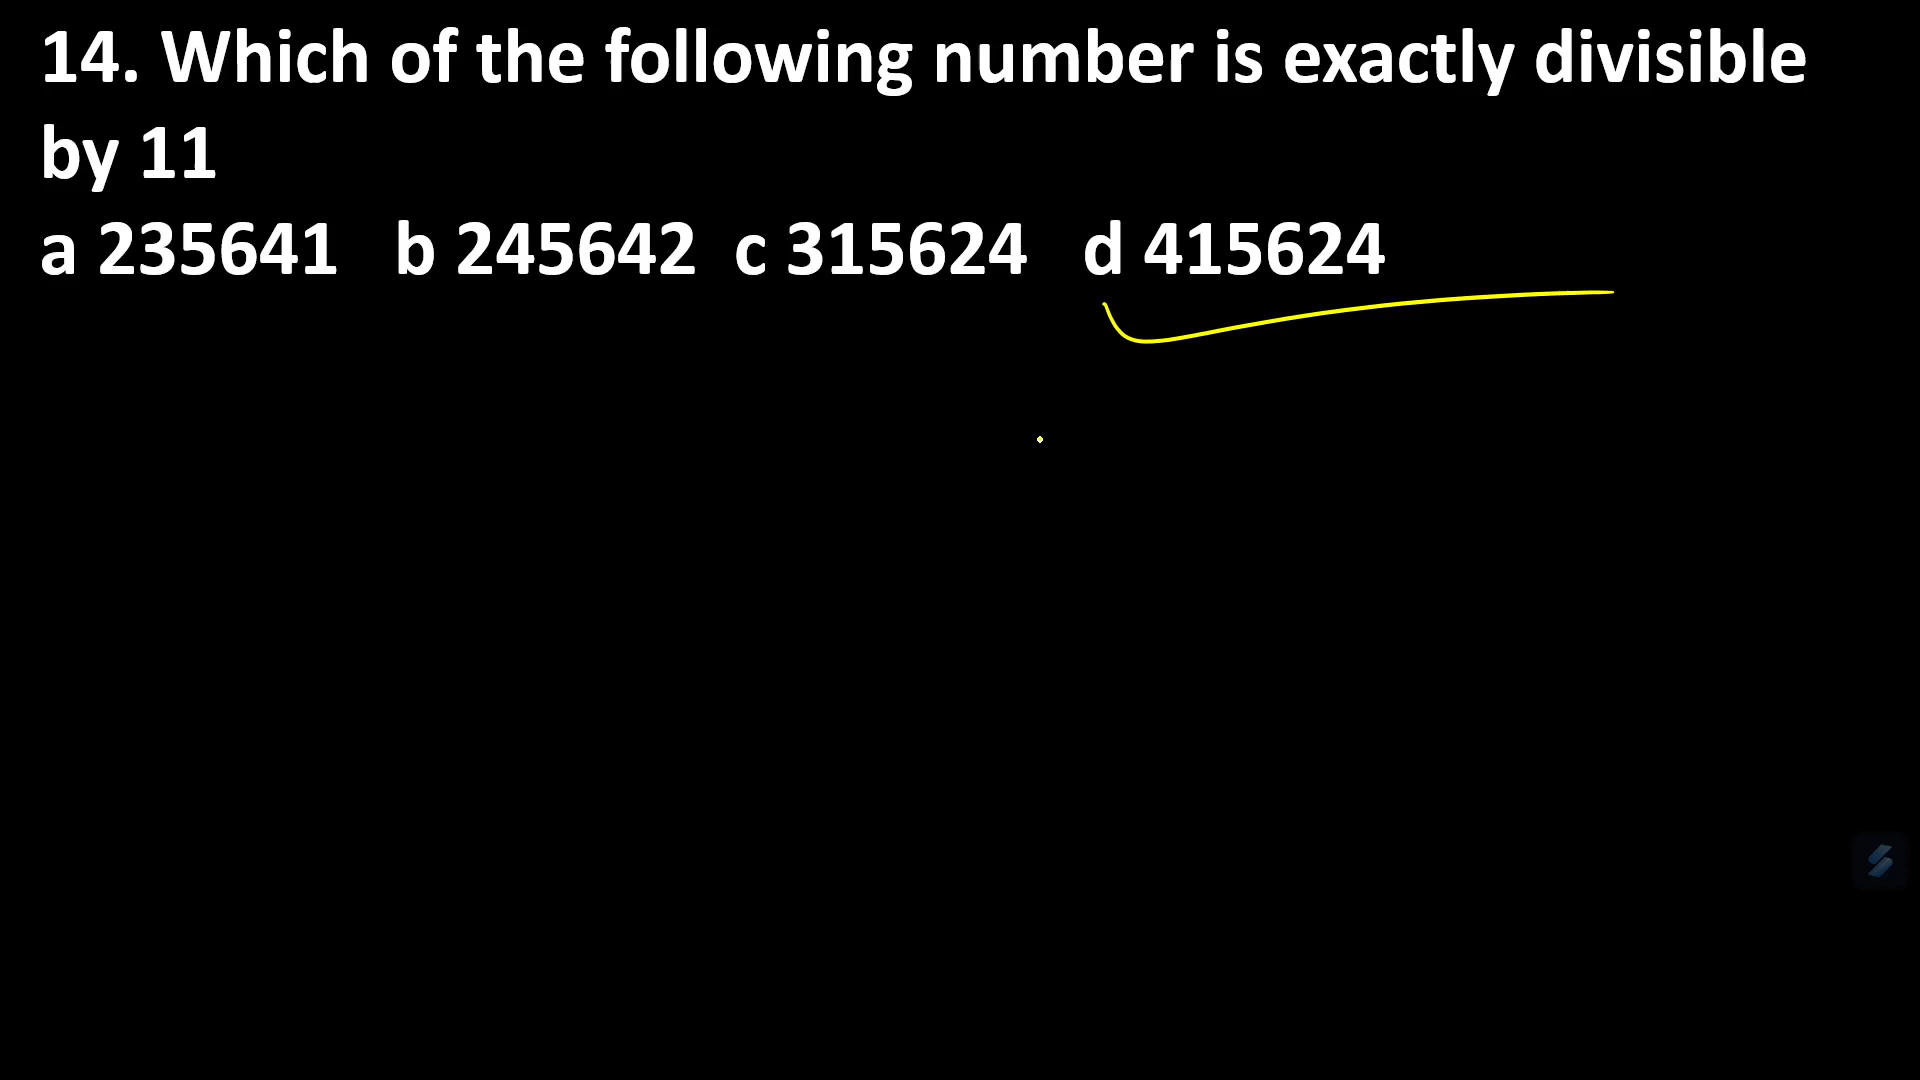 14. Which of the following number is exactly divisible
by 11
a 235641 b 245642 c 315624 d 415624